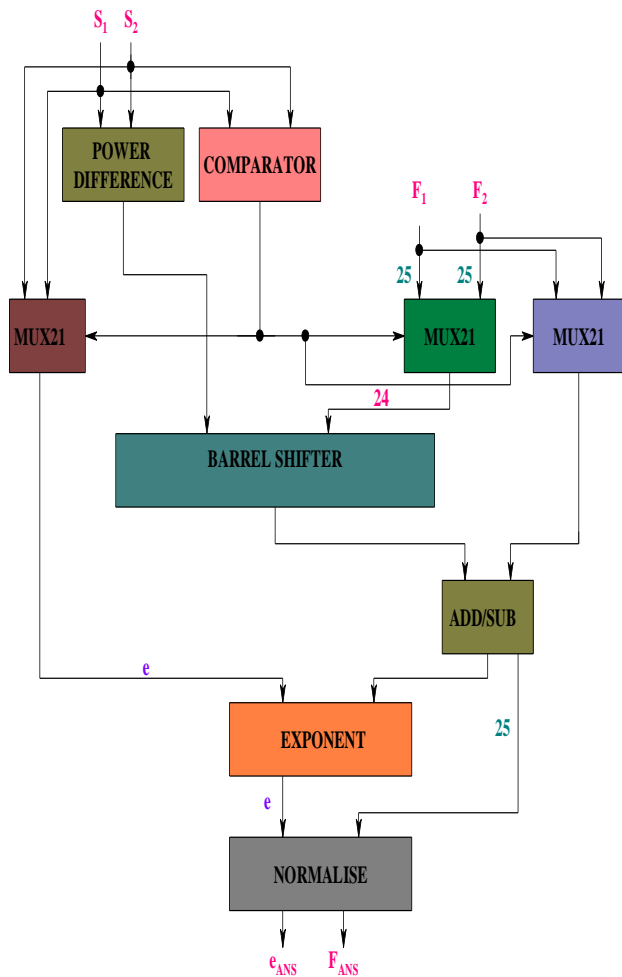 S1 S2
POWER
DIFFERENCE
COMPARATOR
F1 F2
25 25
MUX21 MUX21 MUX21
24
BARREL SHIFTER
ADD/SUB
e
25
EXPONENT
e
NORMALISE
eANS FANS